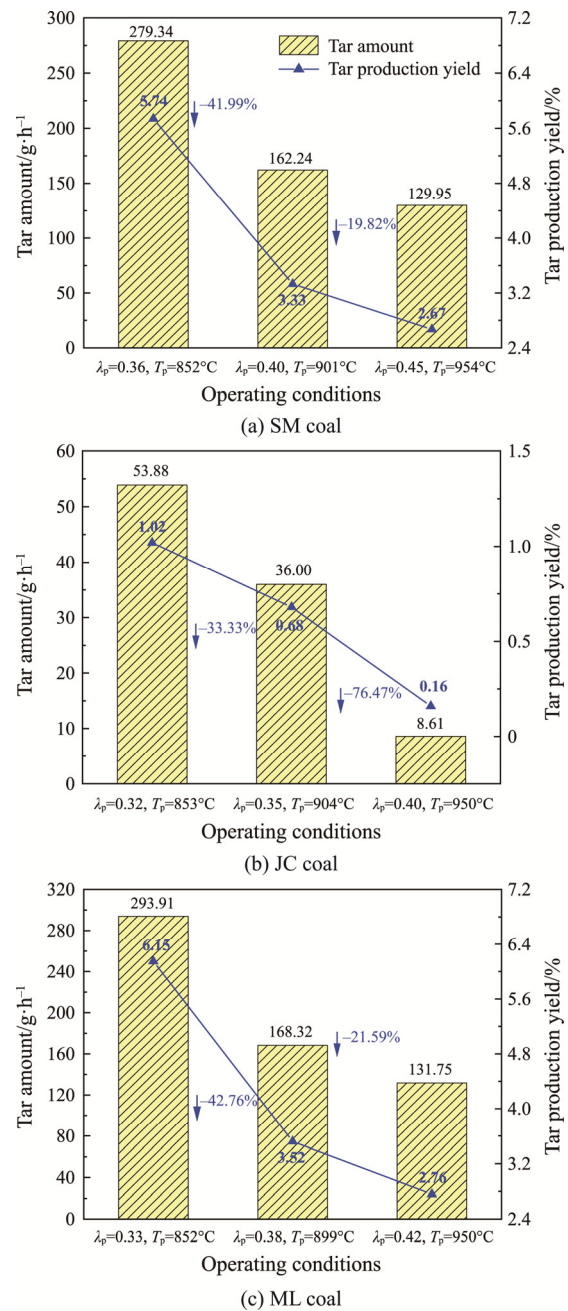 300
250
200
150
100
50
0
Tar amount/g·h⁻¹
279.34
5.74
–41.99%
162.24
3.33
–19.82%
129.95
2.67
Tar amount
Tar production yield
7.2
6.4
5.6
4.8
4.0
3.2
2.4
Tar production yield/%
λp=0.36, Tp=852°C
λp=0.40, Tp=901°C
λp=0.45, Tp=954°C
Operating conditions
(a) SM coal
60
50
40
30
20
10
0
Tar amount/g·h⁻¹
53.88
1.02
–33.33%
36.00
0.68
–76.47%
0.16
8.61
1.5
1.0
0.5
0
Tar production yield/%
λp=0.32, Tp=853°C
λp=0.35, Tp=904°C
λp=0.40, Tp=950°C
Operating conditions
(b) JC coal
320
280
240
200
160
120
80
40
0
Tar amount/g·h⁻¹
293.91
6.15
–42.76%
168.32
3.52
–21.59%
131.75
2.76
7.2
6.4
5.6
4.8
4.4
3.2
2.4
Tar production yield/%
λp=0.33, Tp=852°C
λp=0.38, Tp=899°C
λp=0.42, Tp=950°C
Operating conditions
(c) ML coal